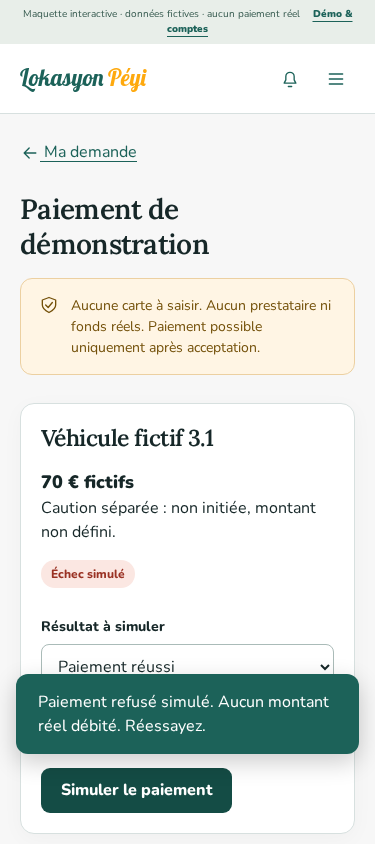 Maquette interactive · données fictives · aucun paiement réel Démo &
comptes
Lokasyon Péyi
Ma demande
Paiement de
démonstration
Aucune carte à saisir. Aucun prestataire ni
fonds réels. Paiement possible
uniquement après acceptation.
Véhicule fictif 3.1
70 € fictifs
Caution séparée : non initiée, montant
non défini.
Échec simulé
Résultat à simuler
Paiement réussi
Paiement refusé simulé. Aucun montant
réel débité. Réessayez.
Simuler le paiement